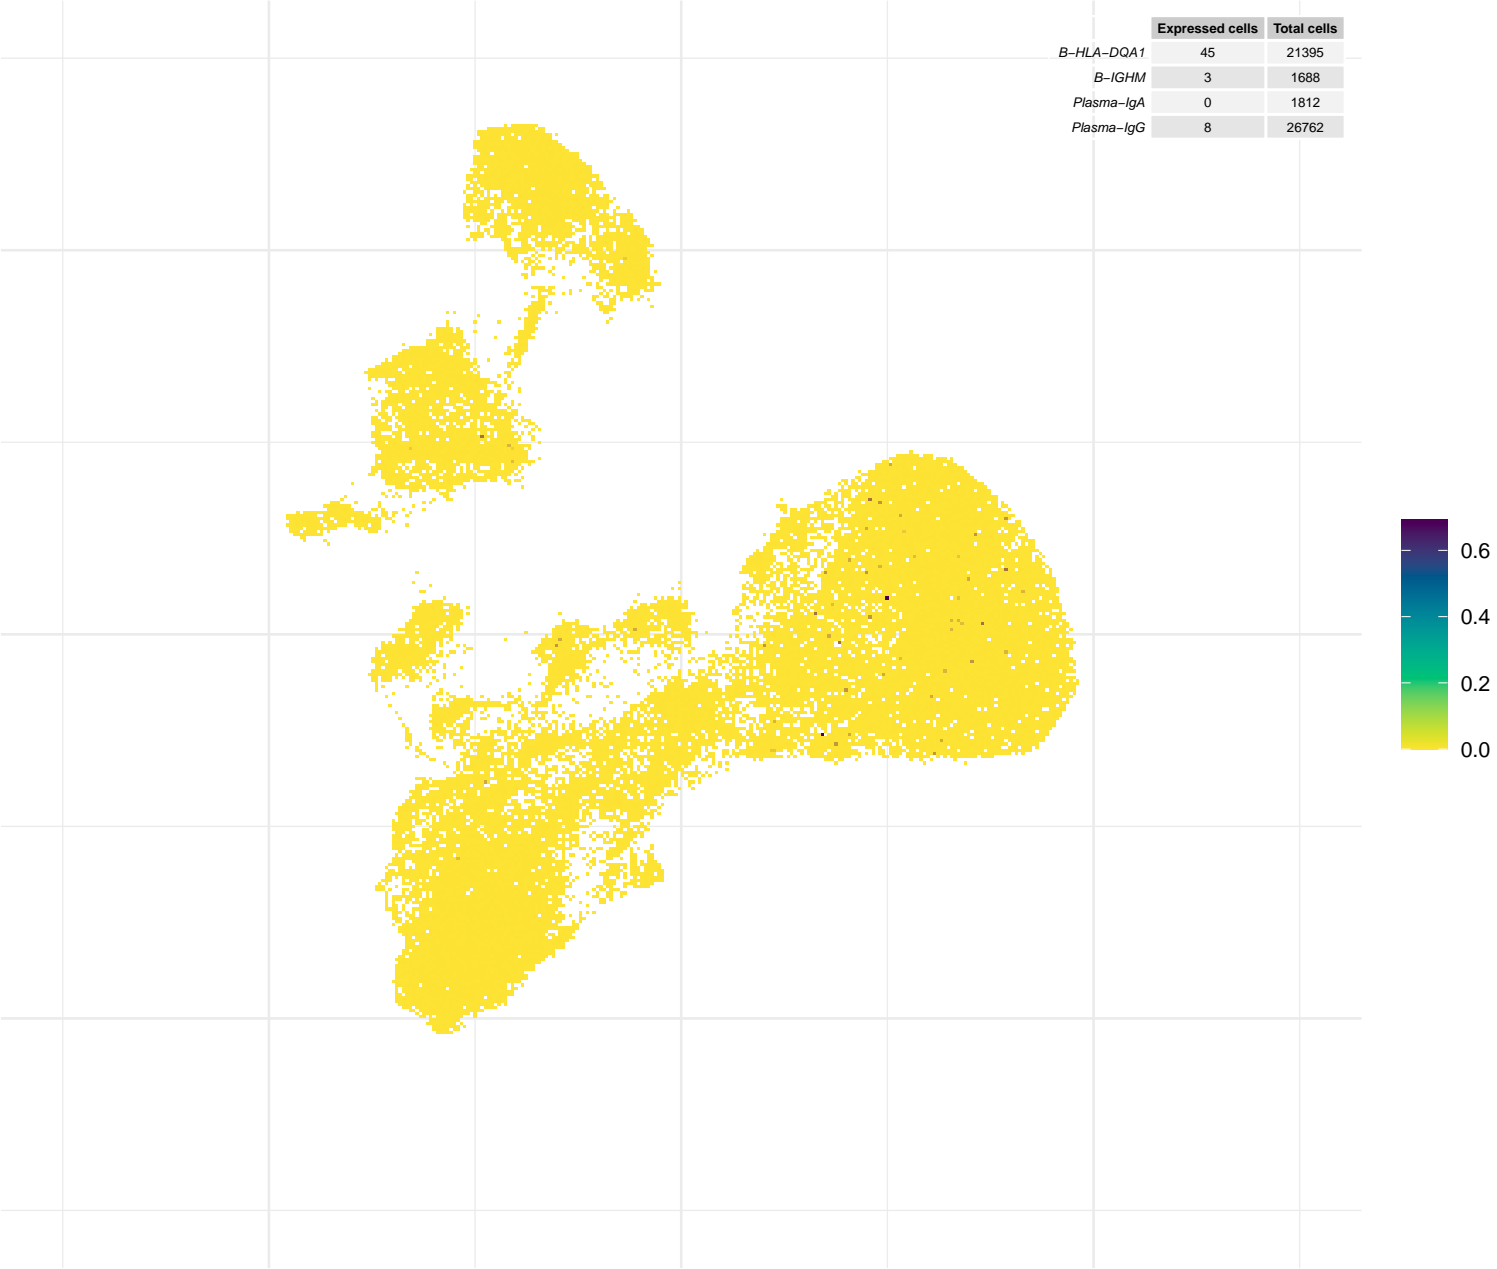 Expressed cells Total cells
B−HLA−DQA1 45 21395
B−IGHM 3 1688
Plasma−IgA 0 1812
Plasma−IgG 8 26762
0.6
0.4
0.2
0.0